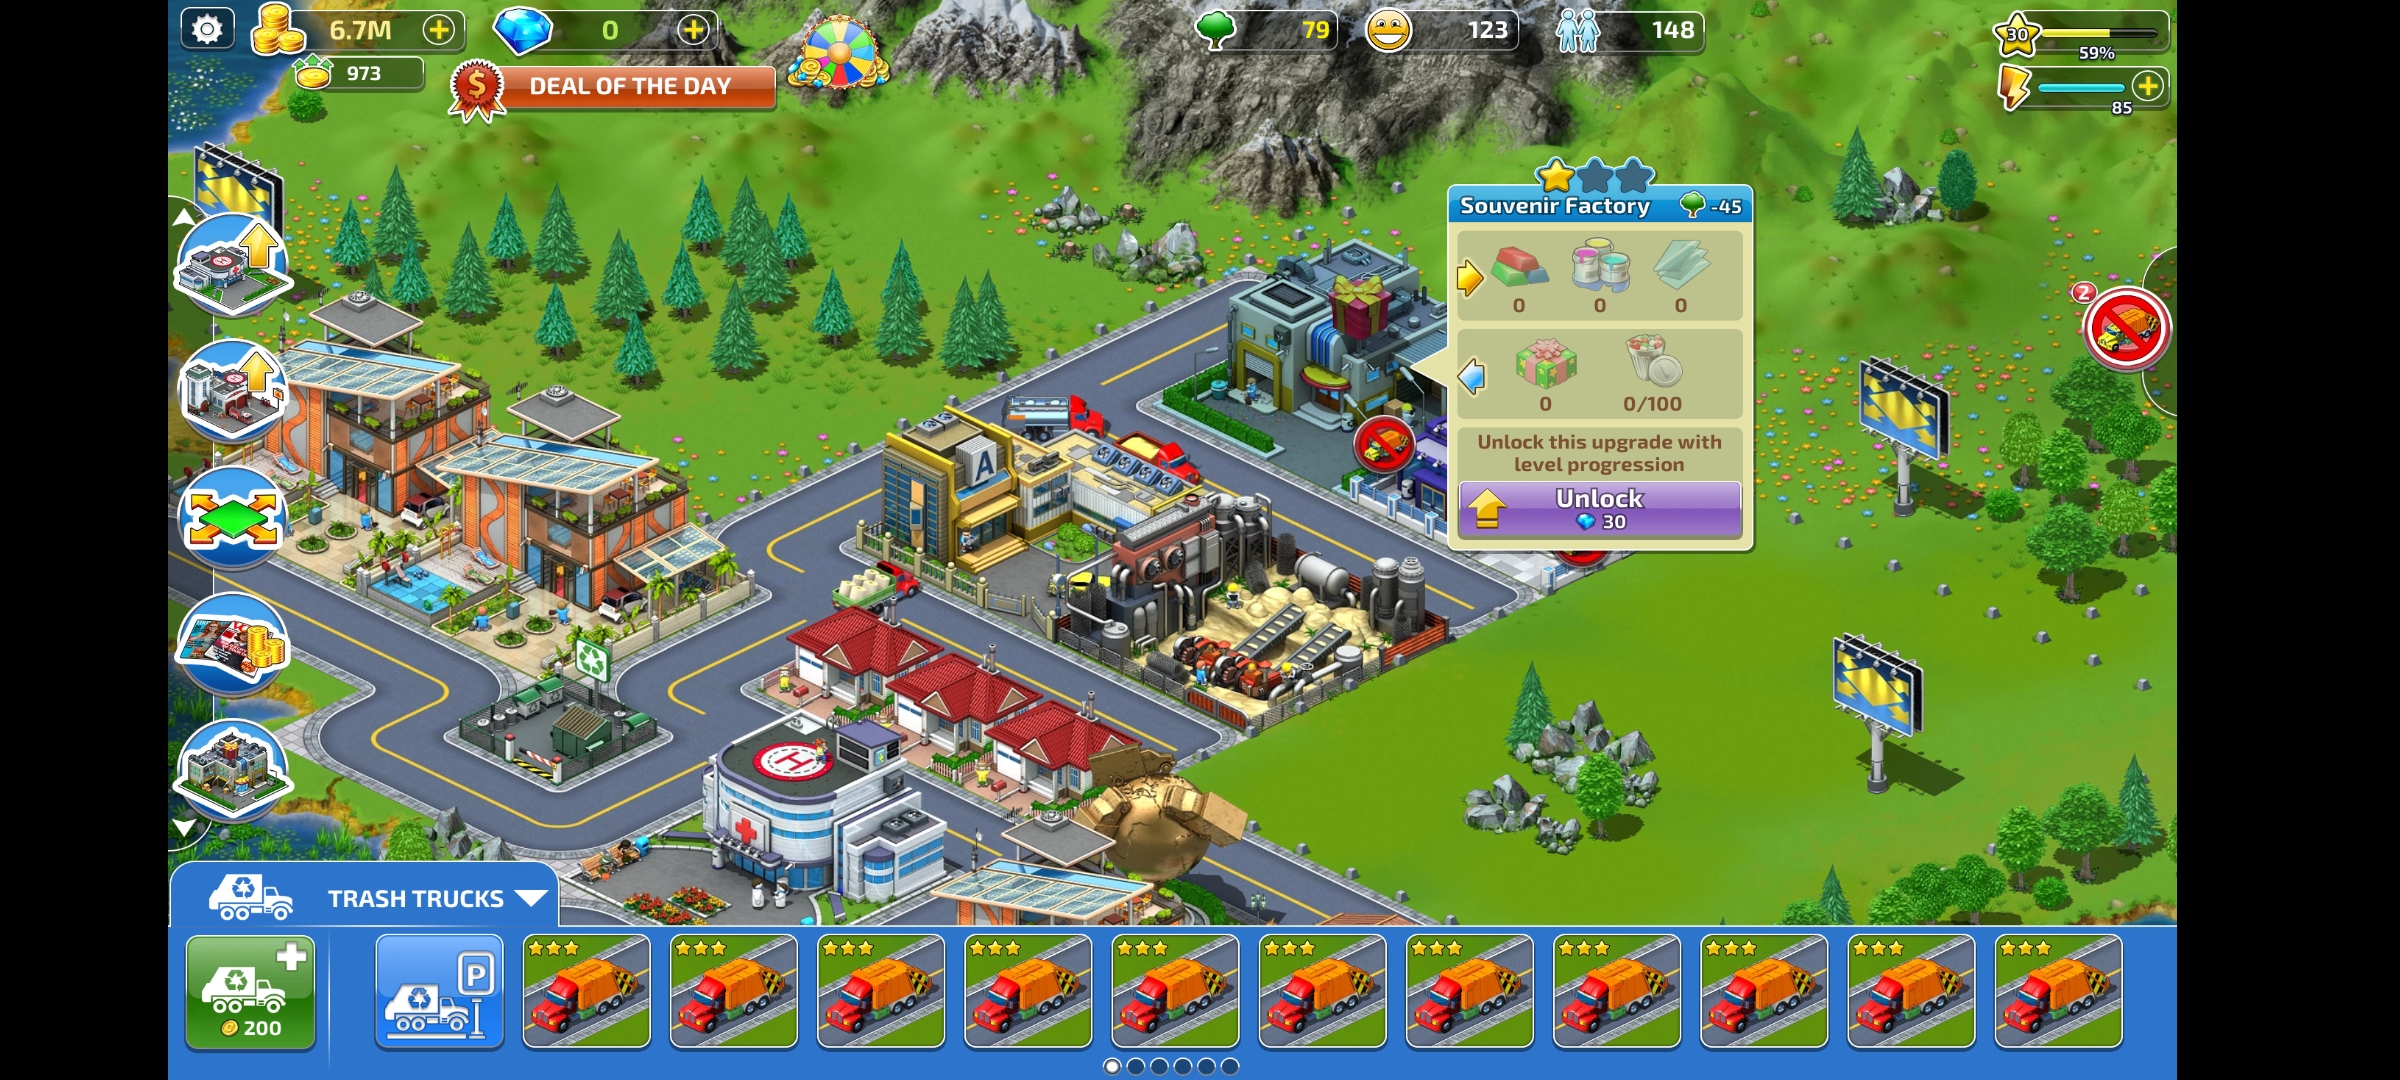 6.7M
0
79
123
148
30
59%
973
DEAL OF THE DAY
85
Souvenir Factory -45
0 0 0
0 0/100
Unlock this upgrade with
level progression
Unlock
30
2
A
H
TRASH TRUCKS
P
200